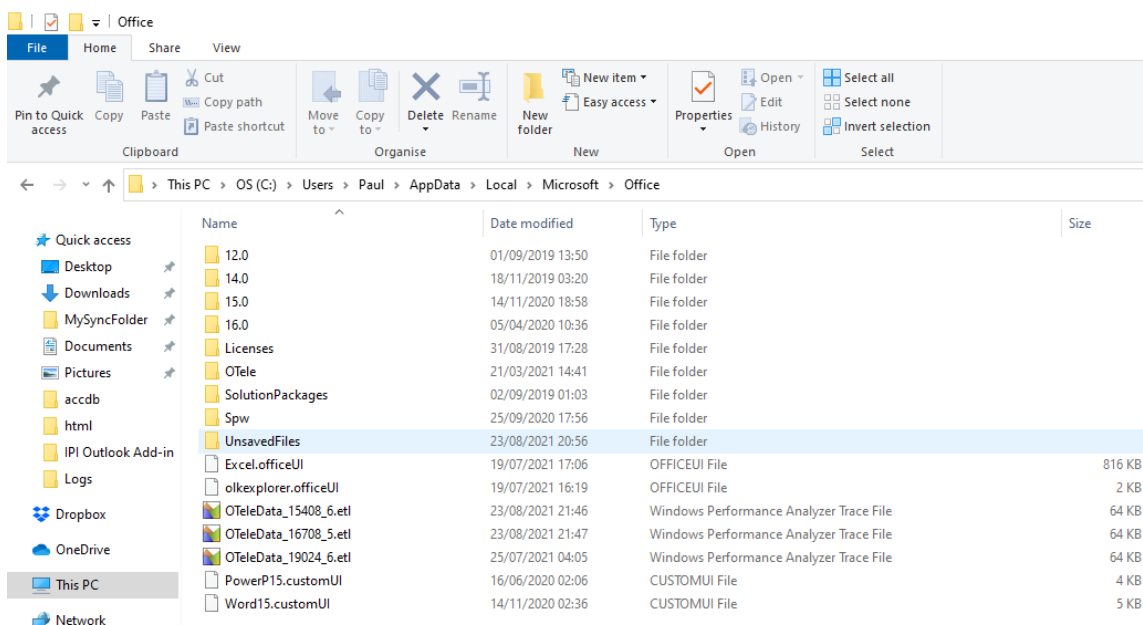 Office
File Home Share View
Pin to Quick access Copy Paste Cut Copy path Paste shortcut Move to Copy to Delete Rename New folder New item Easy access Properties Open Edit History Select all Select none Invert selection
Clipboard Organise New Open Select
This PC > OS (C:) > Users > Paul > AppData > Local > Microsoft > Office
Name Date modified Type Size
Quick access
Desktop
Downloads
MySyncFolder
Documents
Pictures
accdb
html
IPI Outlook Add-in
Logs
Dropbox
OneDrive
This PC
Network
12.0 01/09/2019 13:50 File folder
14.0 18/11/2019 03:20 File folder
15.0 14/11/2020 18:58 File folder
16.0 05/04/2020 10:36 File folder
Licenses 31/08/2019 17:28 File folder
OTele 21/03/2021 14:41 File folder
SolutionPackages 02/09/2019 01:03 File folder
Spw 25/09/2020 17:56 File folder
UnsavedFiles 23/08/2021 20:56 File folder
Excel.officeUI 19/07/2021 17:06 OFFICEUI File 816 KB
olkexplorer.officeUI 19/07/2021 16:19 OFFICEUI File 2 KB
OTeleData_15408_6.etl 23/08/2021 21:46 Windows Performance Analyzer Trace File 64 KB
OTeleData_16708_5.etl 23/08/2021 21:47 Windows Performance Analyzer Trace File 64 KB
OTeleData_19024_6.etl 25/07/2021 04:05 Windows Performance Analyzer Trace File 64 KB
PowerP15.customUI 16/06/2020 02:06 CUSTOMUI File 4 KB
Word15.customUI 14/11/2020 02:36 CUSTOMUI File 5 KB